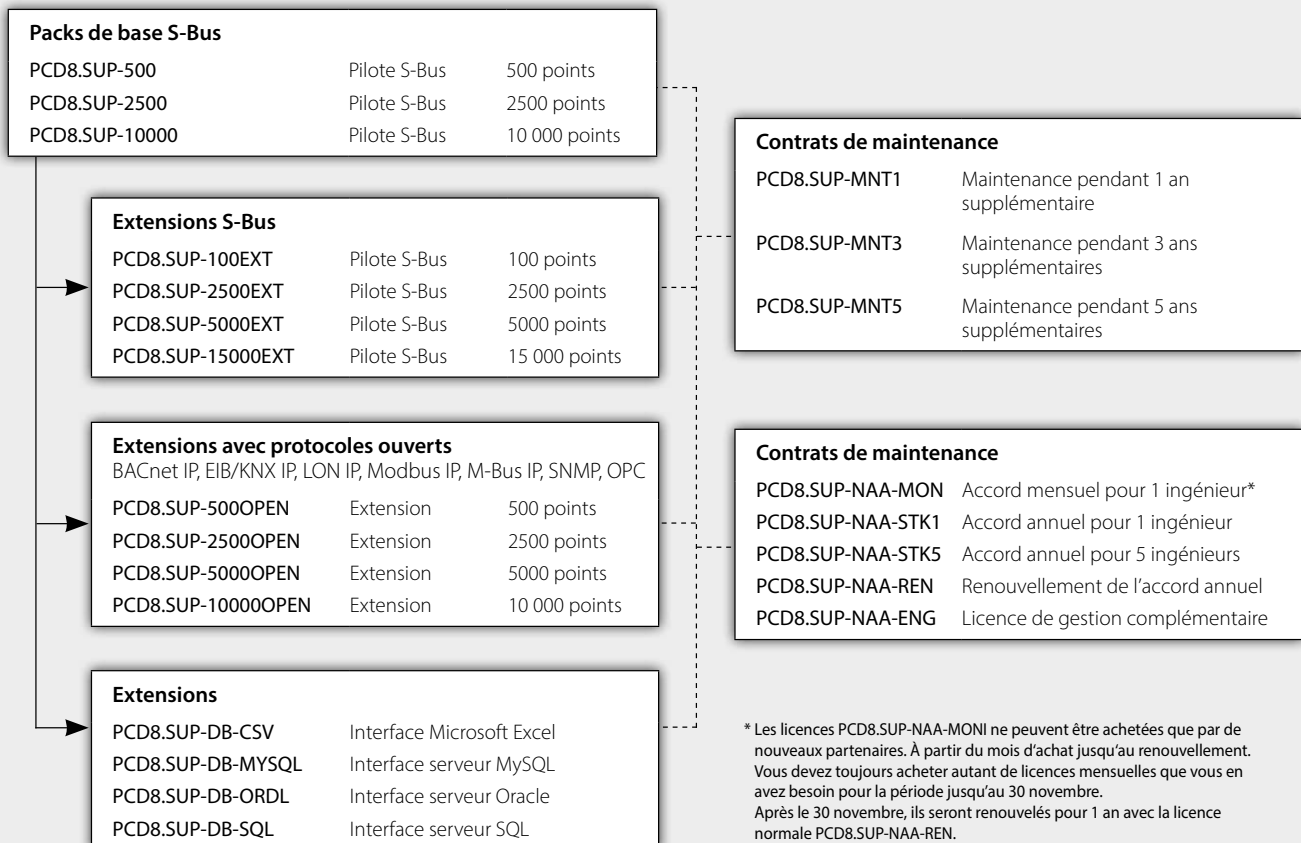 Packs de base S-Bus
PCD8.SUP-500 Pilote S-Bus 500 points
PCD8.SUP-2500 Pilote S-Bus 2500 points
PCD8.SUP-10000 Pilote S-Bus 10 000 points
Extensions S-Bus
PCD8.SUP-100EXT Pilote S-Bus 100 points
PCD8.SUP-2500EXT Pilote S-Bus 2500 points
PCD8.SUP-5000EXT Pilote S-Bus 5000 points
PCD8.SUP-15000EXT Pilote S-Bus 15 000 points
Extensions avec protocoles ouverts
BACnet IP, EIB/KNX IP, LON IP, Modbus IP, M-Bus IP, SNMP, OPC
PCD8.SUP-500OPEN Extension 500 points
PCD8.SUP-2500OPEN Extension 2500 points
PCD8.SUP-5000OPEN Extension 5000 points
PCD8.SUP-10000OPEN Extension 10 000 points
Extensions
PCD8.SUP-DB-CSV Interface Microsoft Excel
PCD8.SUP-DB-MYSQL Interface serveur MySQL
PCD8.SUP-DB-ORDL Interface serveur Oracle
PCD8.SUP-DB-SQL Interface serveur SQL
Contrats de maintenance
PCD8.SUP-MNT1 Maintenance pendant 1 an
supplémentaire
PCD8.SUP-MNT3 Maintenance pendant 3 ans
supplémentaires
PCD8.SUP-MNT5 Maintenance pendant 5 ans
supplémentaires
Contrats de maintenance
PCD8.SUP-NAA-MON Accord mensuel pour 1 ingénieur*
PCD8.SUP-NAA-STK1 Accord annuel pour 1 ingénieur
PCD8.SUP-NAA-STK5 Accord annuel pour 5 ingénieurs
PCD8.SUP-NAA-REN Renouvellement de l'accord annuel
PCD8.SUP-NAA-ENG Licence de gestion complémentaire
* Les licences PCD8.SUP-NAA-MONI ne peuvent être achetées que par de
nouveaux partenaires. À partir du mois d'achat jusqu'au renouvellement.
Vous devez toujours acheter autant de licences mensuelles que vous en
avez besoin pour la période jusqu'au 30 novembre.
Après le 30 novembre, ils seront renouvelés pour 1 an avec la licence
normale PCD8.SUP-NAA-REN.